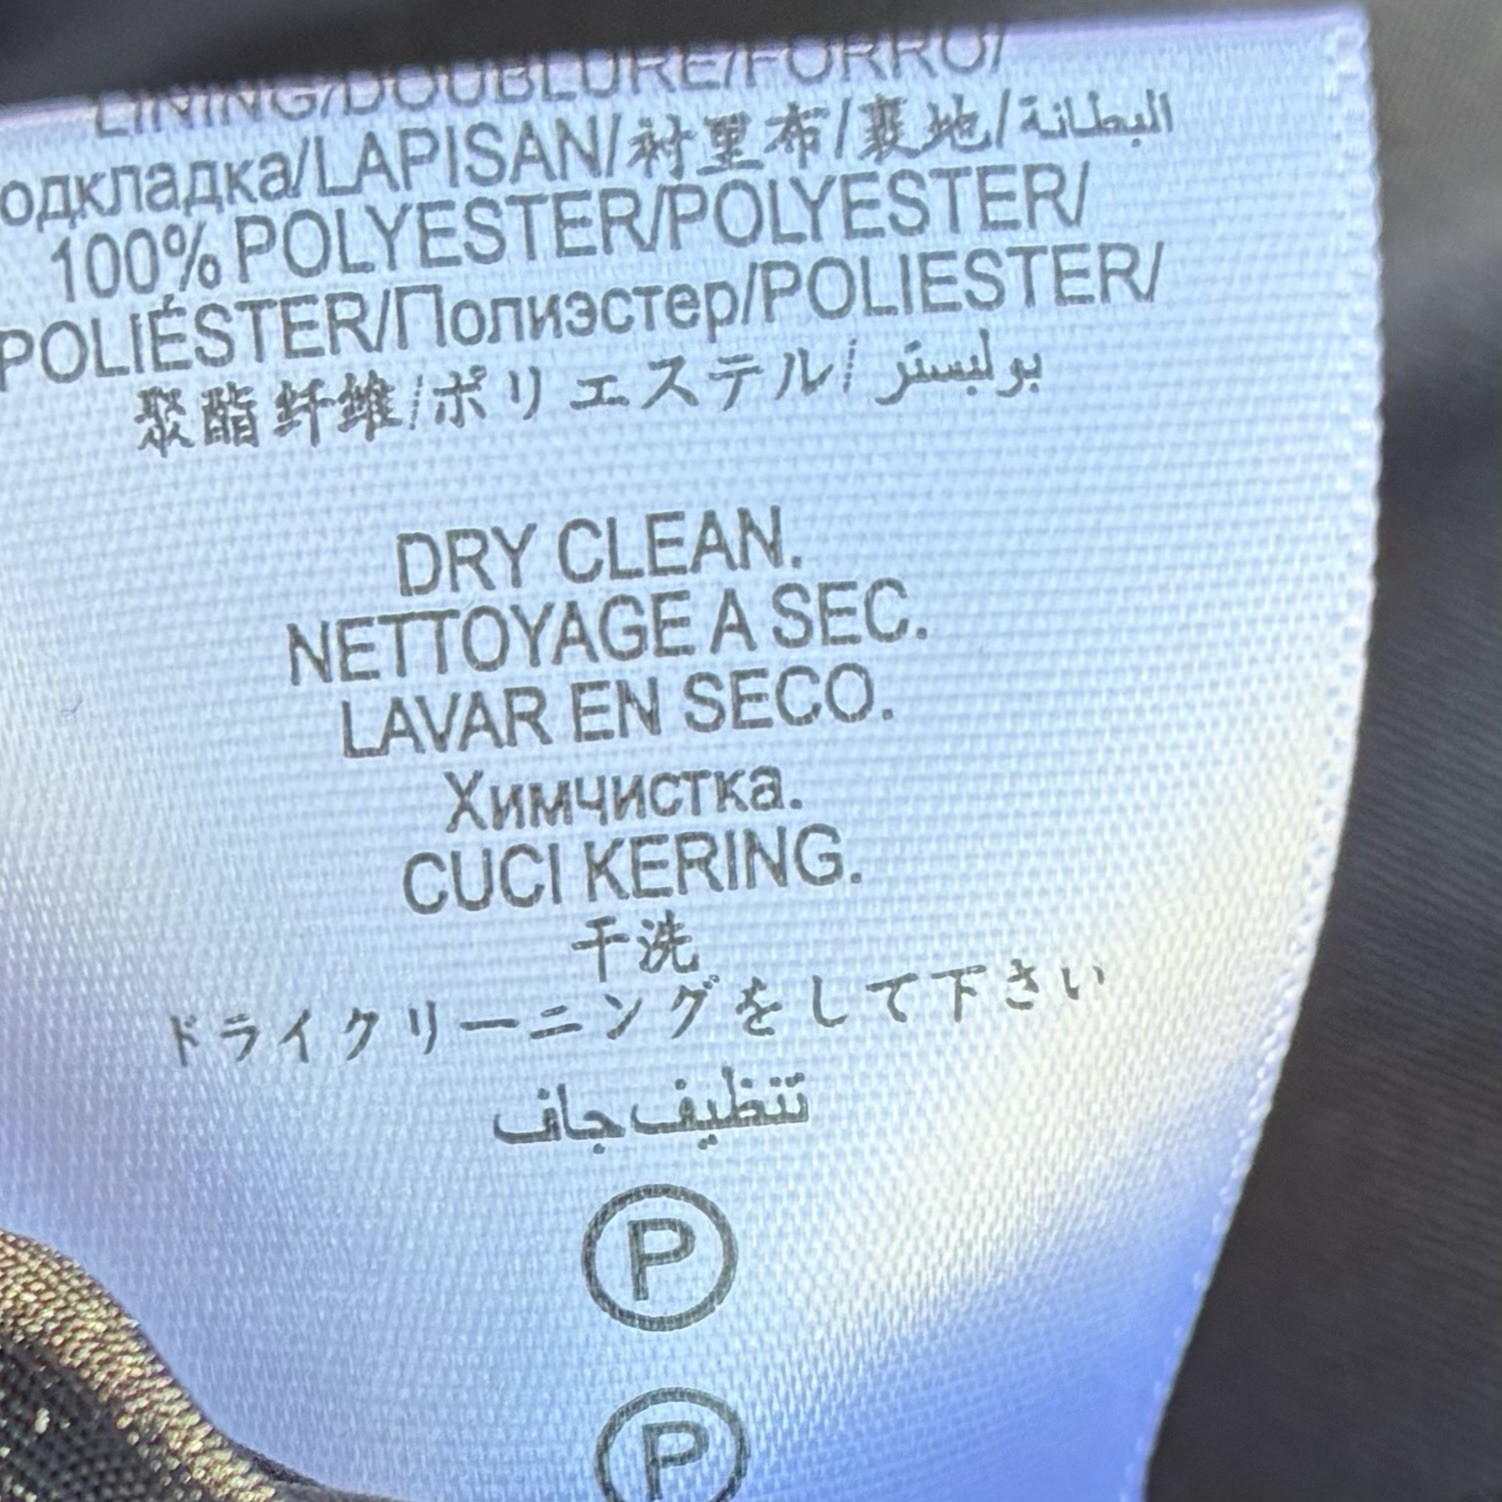 LINING/DOUBLURE/FORRO/
одкладка/LAPISAN/衬里布/裏地/البطانة
100% POLYESTER/POLYESTER/
POLIÉSTER/Полиэстер/POLIESTER/
聚酯纤维/ポリエステル/بوليستر
DRY CLEAN.
NETTOYAGE A SEC.
LAVAR EN SECO.
Химчистка.
CUCI KERING.
干洗
ドライクリーニングをして下さい
تنظيف جاف
P
P